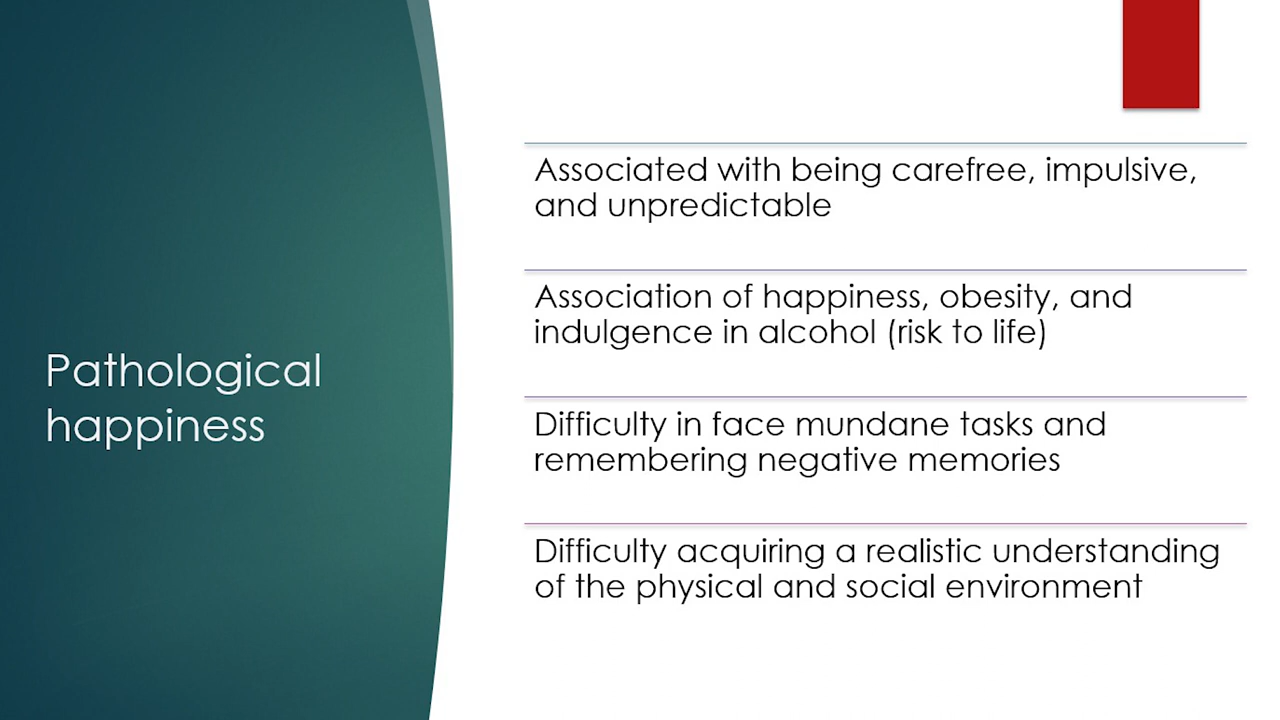 Pathological
happiness
Associated with being carefree, impulsive,
and unpredictable
Association of happiness, obesity, and
indulgence in alcohol (risk to life)
Difficulty in face mundane tasks and
remembering negative memories
Difficulty acquiring a realistic understanding
of the physical and social environment